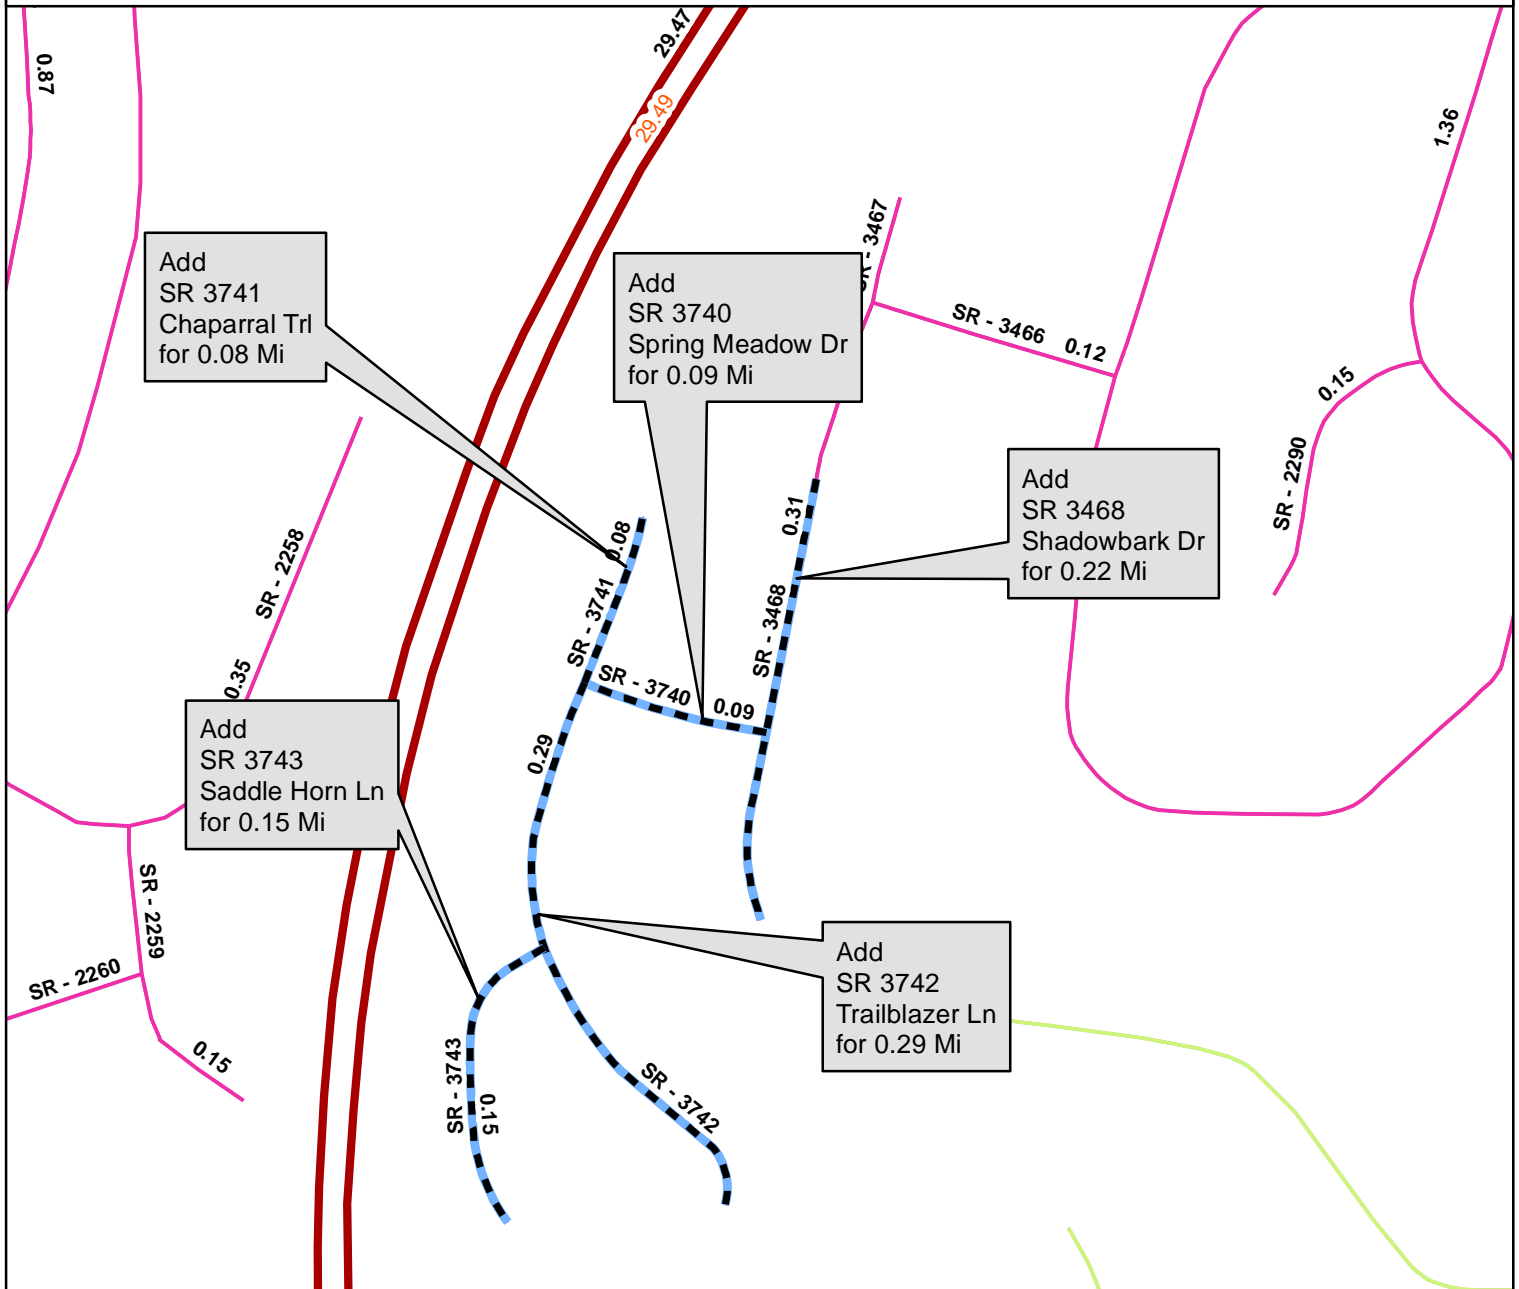 29.47
0.87
29.49
1.36
SR - 3467
Add
SR 3741
Chaparral Trl
for 0.08 Mi
Add
SR 3740
Spring Meadow Dr
for 0.09 Mi
SR - 3466 0.12
0.15
SR - 2290
Add
SR 3468
Shadowbark Dr
for 0.22 Mi
0.31
SR - 3468
0.08
SR - 3741
SR - 2258
0.35
SR - 3740 0.09
0.29
Add
SR 3743
Saddle Horn Ln
for 0.15 Mi
SR - 2259
SR - 2260
0.15
Add
SR 3742
Trailblazer Ln
for 0.29 Mi
SR - 3743
0.15
SR - 3742